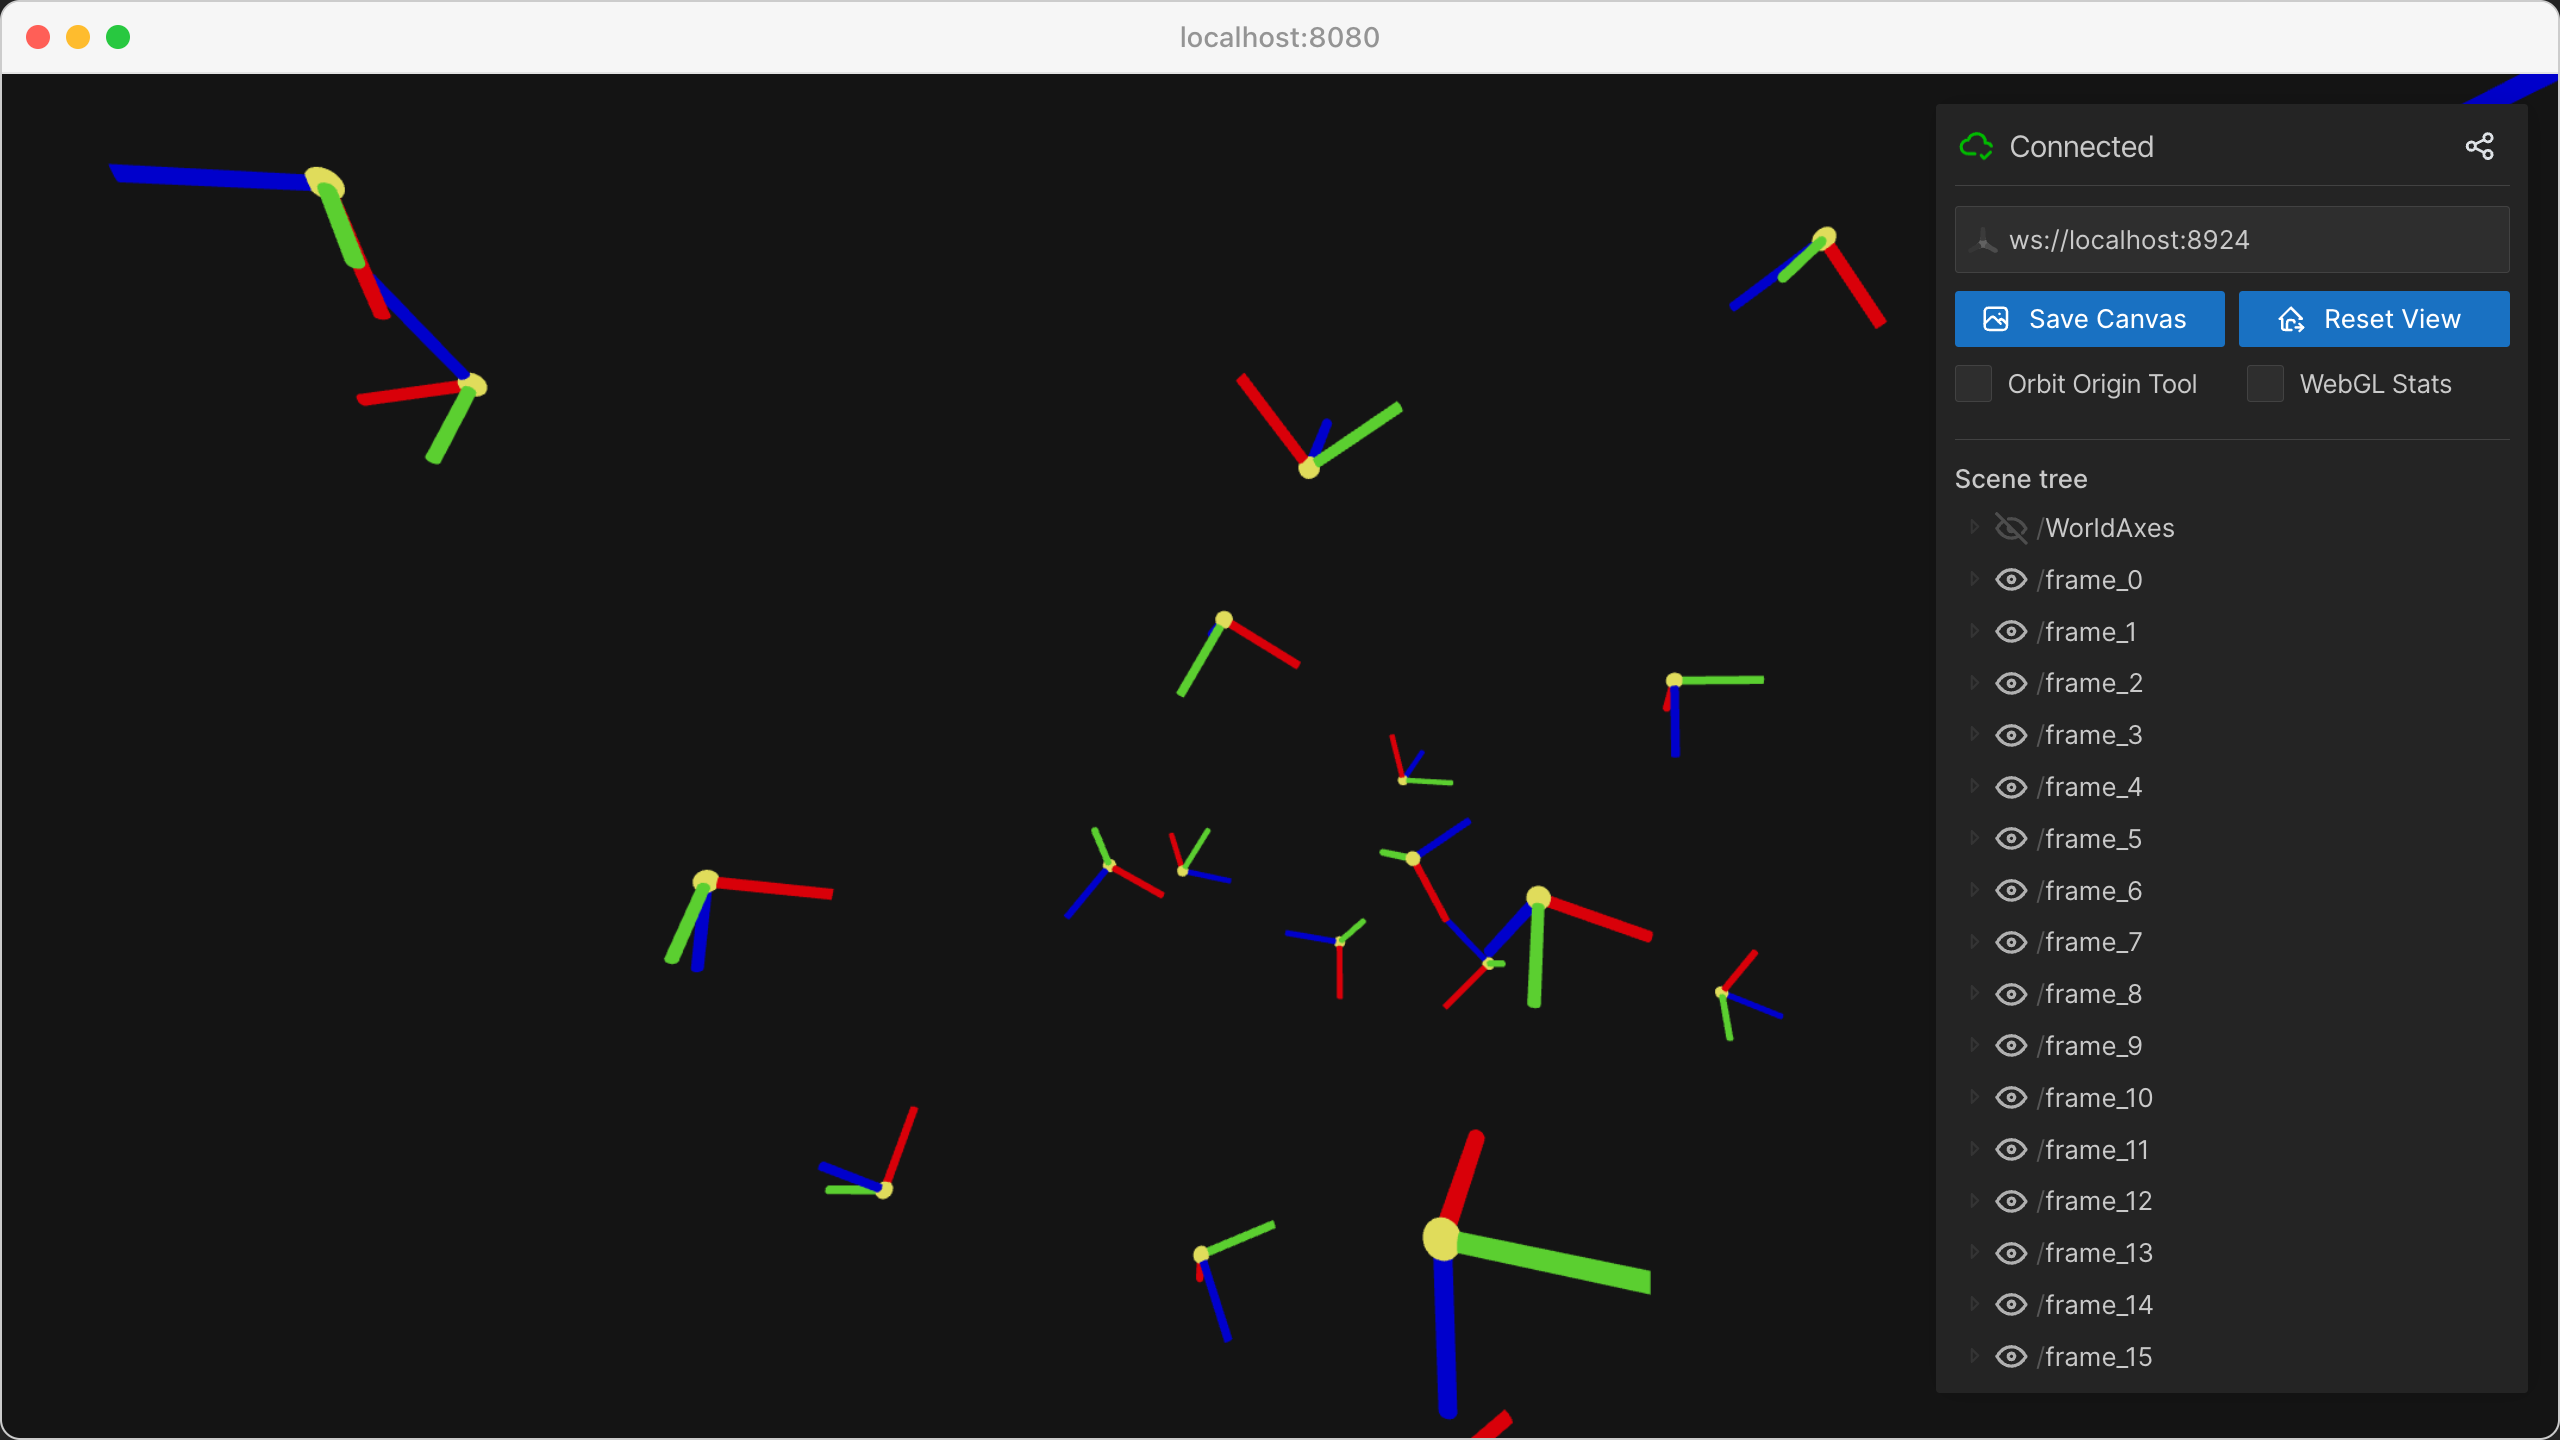 localhost:8080
Connected
ws://localhost:8924
Save Canvas Reset View
Orbit Origin Tool WebGL Stats
Scene tree
/WorldAxes
/frame_0
/frame_1
/frame_2
/frame_3
/frame_4
/frame_5
/frame_6
/frame_7
/frame_8
/frame_9
/frame_10
/frame_11
/frame_12
/frame_13
/frame_14
/frame_15